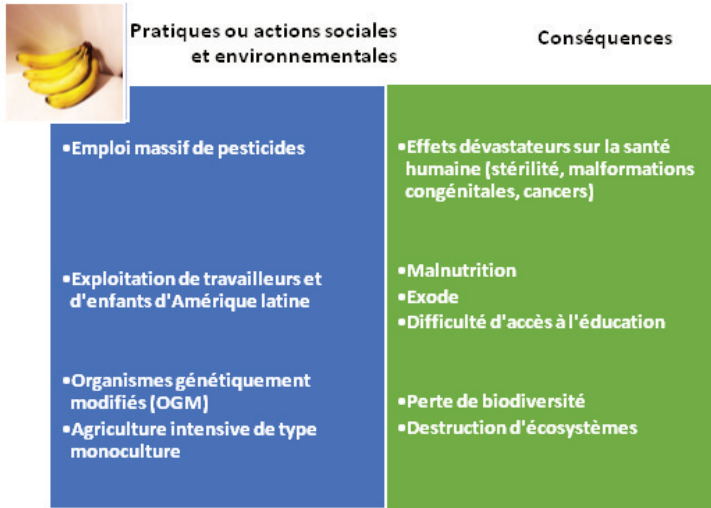 Pratiques ou actions sociales
et environnementales
Conséquences
•Emploi massif de pesticides
•Effets dévastateurs sur la santé
humaine (stérilité, malformations
congénitales, cancers)
•Exploitation de travailleurs et
d'enfants d'Amérique latine
•Malnutrition
•Exode
•Difficulté d'accès à l'éducation
•Organismes génétiquement
modifiés (OGM)
•Agriculture intensive de type
monoculture
•Perte de biodiversité
•Destruction d'écosystèmes